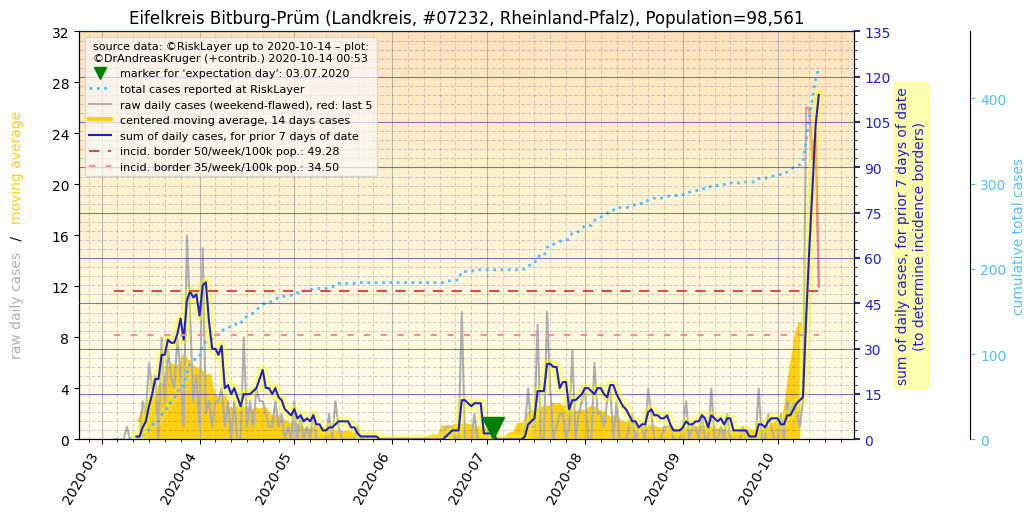 Eifelkreis Bitburg-Prüm (Landkreis, #07232, Rheinland-Pfalz), Population=98,561
source data: ©RiskLayer up to 2020-10-14 – plot:
©DrAndreasKruger (+contrib.) 2020-10-14 00:53
marker for 'expectation day': 03.07.2020
total cases reported at RiskLayer
raw daily cases (weekend-flawed), red: last 5
centered moving average, 14 days cases
sum of daily cases, for prior 7 days of date
incid. border 50/week/100k pop.: 49.28
incid. border 35/week/100k pop.: 34.50
raw daily cases / moving average
32
28
24
20
16
12
8
4
0
2020-03
2020-04
2020-05
2020-06
2020-07
2020-08
2020-09
2020-10
135
120
105
90
75
60
45
30
15
0
sum of daily cases, for prior 7 days of date
(to determine incidence borders)
400
300
200
100
0
cumulative total cases